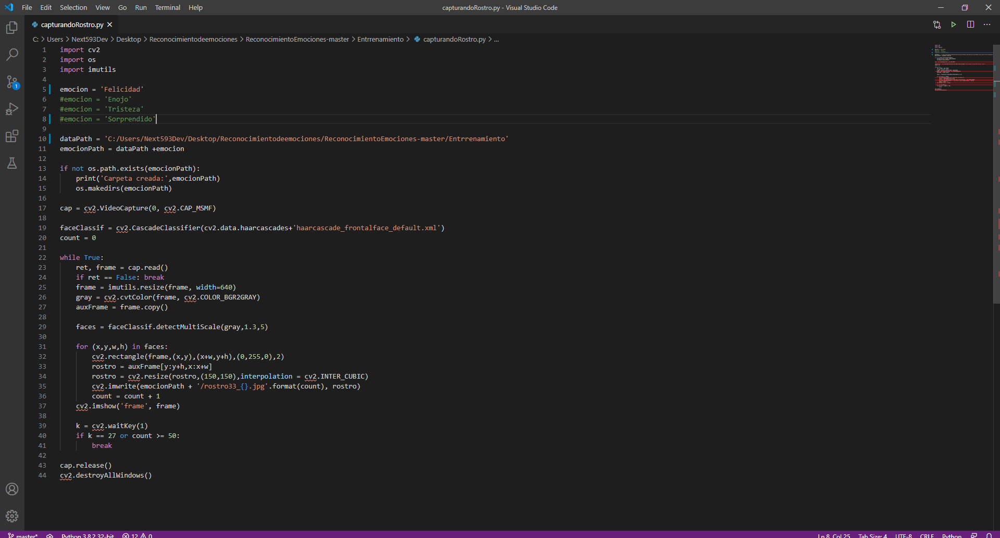 File Edit Selection View Go Run Terminal Help
capturandoRostro.py - Visual Studio Code
capturandoRostro.py
C: > Users > Next593Dev > Desktop > Reconocimientodeemociones > ReconocimientoEmociones-master > Entrrenamiento > capturandoRostro.py > ...
1 import cv2
2 import os
3 import imutils
4
5 emocion = 'Felicidad'
6 #emocion = 'Enojo'
7 #emocion = 'Tristeza'
8 #emocion = 'Sorprendido'
9
10 dataPath = 'C:/Users/Next593Dev/Desktop/Reconocimientodeemociones/ReconocimientoEmociones-master/Entrrenamiento'
11 emocionPath = dataPath +emocion
12
13 if not os.path.exists(emocionPath):
14     print('Carpeta creada:',emocionPath)
15     os.makedirs(emocionPath)
16
17 cap = cv2.VideoCapture(0, cv2.CAP_MSMF)
18
19 faceClassif = cv2.CascadeClassifier(cv2.data.haarcascades+'haarcascade_frontalface_default.xml')
20 count = 0
21
22 while True:
23     ret, frame = cap.read()
24     if ret == False: break
25     frame = imutils.resize(frame, width=640)
26     gray = cv2.cvtColor(frame, cv2.COLOR_BGR2GRAY)
27     auxFrame = frame.copy()
28
29     faces = faceClassif.detectMultiScale(gray,1.3,5)
30
31     for (x,y,w,h) in faces:
32         cv2.rectangle(frame,(x,y),(x+w,y+h),(0,255,0),2)
33         rostro = auxFrame[y:y+h,x:x+w]
34         rostro = cv2.resize(rostro,(150,150),interpolation = cv2.INTER_CUBIC)
35         cv2.imwrite(emocionPath + '/rostro33_{}.jpg'.format(count), rostro)
36         count = count + 1
37     cv2.imshow('frame', frame)
38
39     k = cv2.waitKey(1)
40     if k == 27 or count >= 50:
41         break
42
43 cap.release()
44 cv2.destroyAllWindows()
1
master* Python 3.8.2 32-bit 12 0 Ln 8, Col 25 Tab Size: 4 UTF-8 CRLF Python